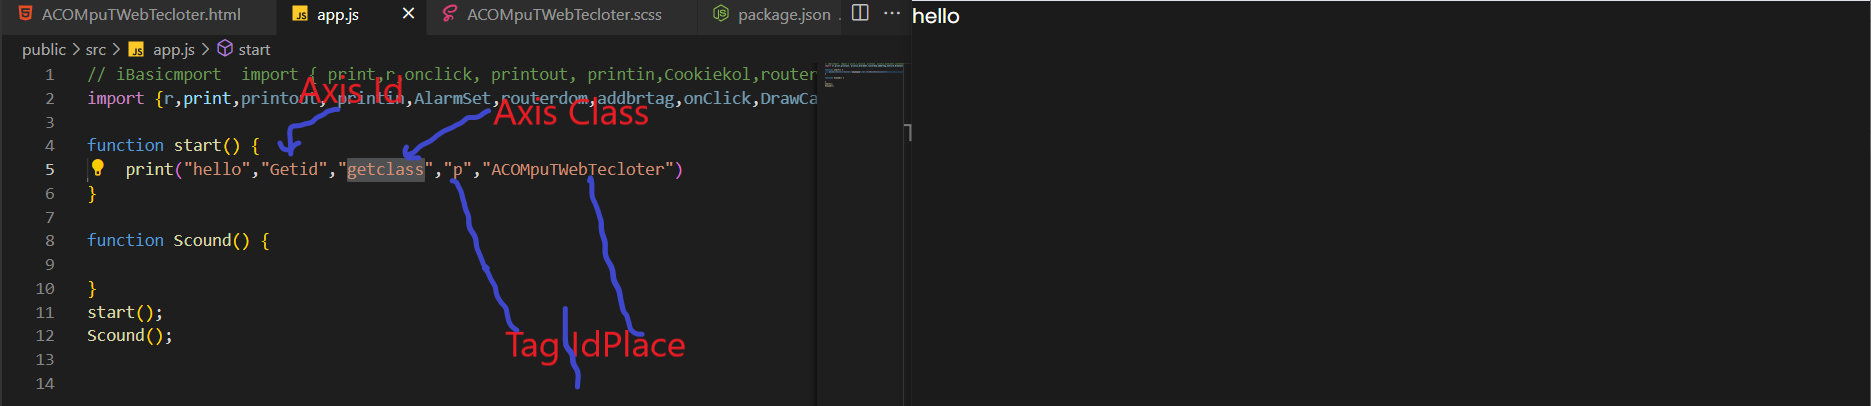 ACOMpuTWebTecloter.html
app.js
ACOMpuTWebTecloter.scss
package.json
public > src > app.js > start
1 // iBasicmport  import { print,r,onclick, printout, printin,Cookiekol,router
2 import {r,print,printout, printin,AlarmSet,routerdom,addbrtag,onClick,DrawCa
3
4 function start() {
5 print("hello","Getid","getclass","p","ACOMpuTWebTecloter")
6 }
7
8 function Scound() {
9
10 }
11 start();
12 Scound();
13
14
Axis Id
Axis Class
Tag
IdPlace
hello